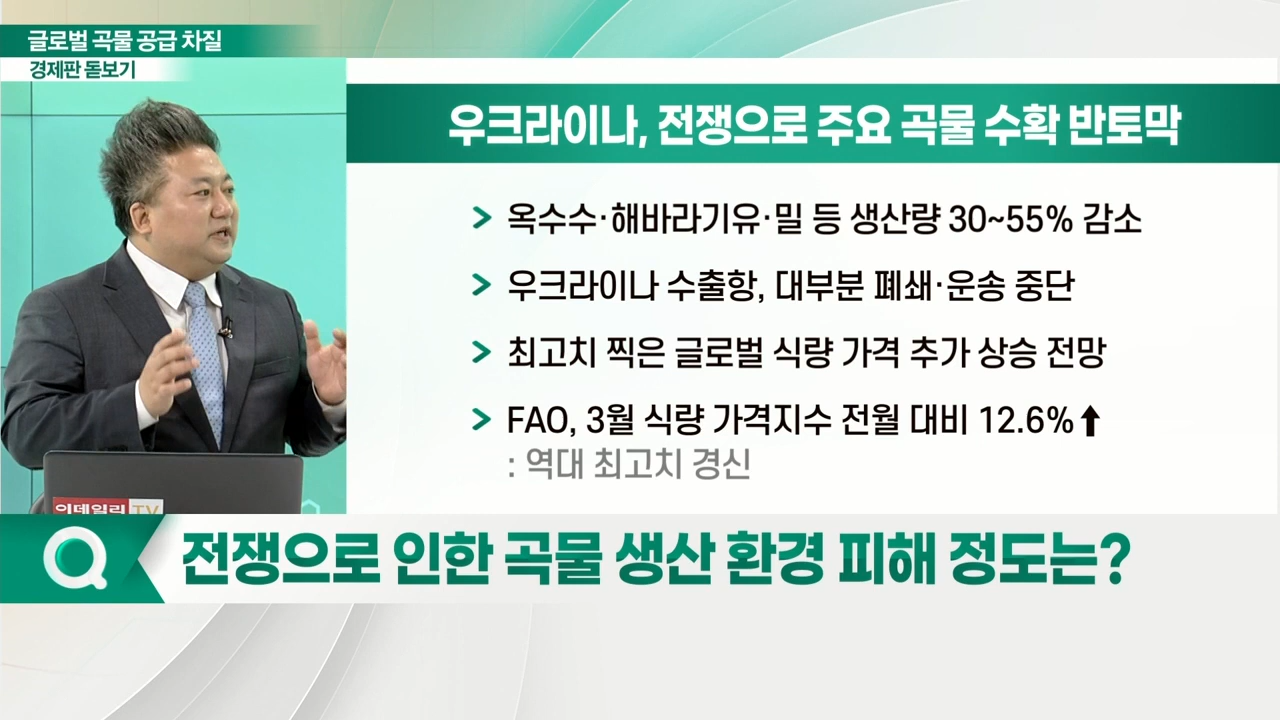 글로벌 곡물 공급 차질
경제판 돋보기
우크라이나, 전쟁으로 주요 곡물 수확 반토막
> 옥수수·해바라기유·밀 등 생산량 30~55% 감소
> 우크라이나 수출항, 대부분 폐쇄·운송 중단
> 최고치 찍은 글로벌 식량 가격 추가 상승 전망
> FAO, 3월 식량 가격지수 전월 대비 12.6%⬆
: 역대 최고치 경신
이데일리 TV
Q 전쟁으로 인한 곡물 생산 환경 피해 정도는?